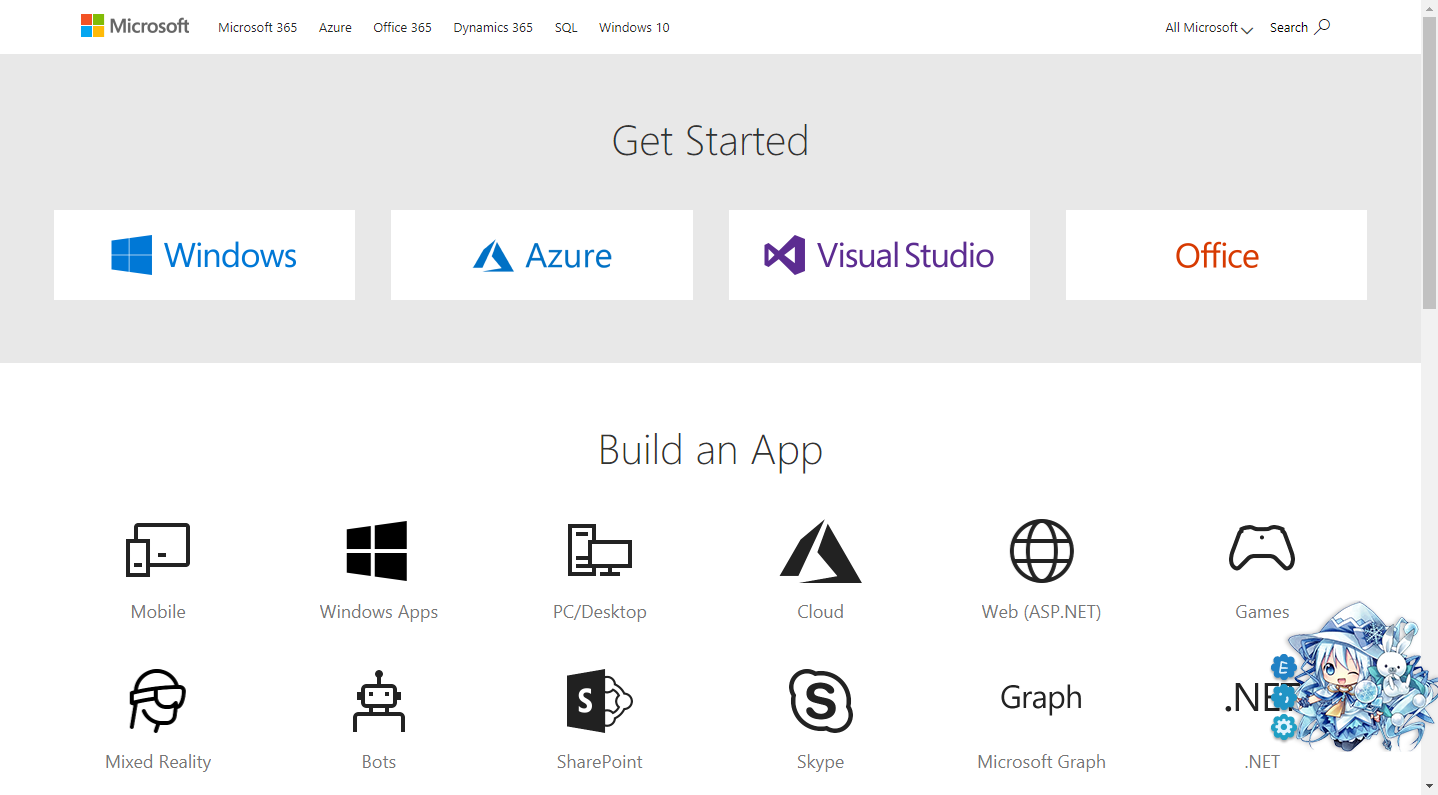 Microsoft Microsoft 365 Azure Office 365 Dynamics 365 SQL Windows 10 All Microsoft Search
Get Started
Windows Azure Visual Studio Office
Build an App
Mobile Windows Apps PC/Desktop Cloud Web (ASP.NET) Games
E
S Graph .NET
Mixed Reality Bots SharePoint Skype Microsoft Graph .NET